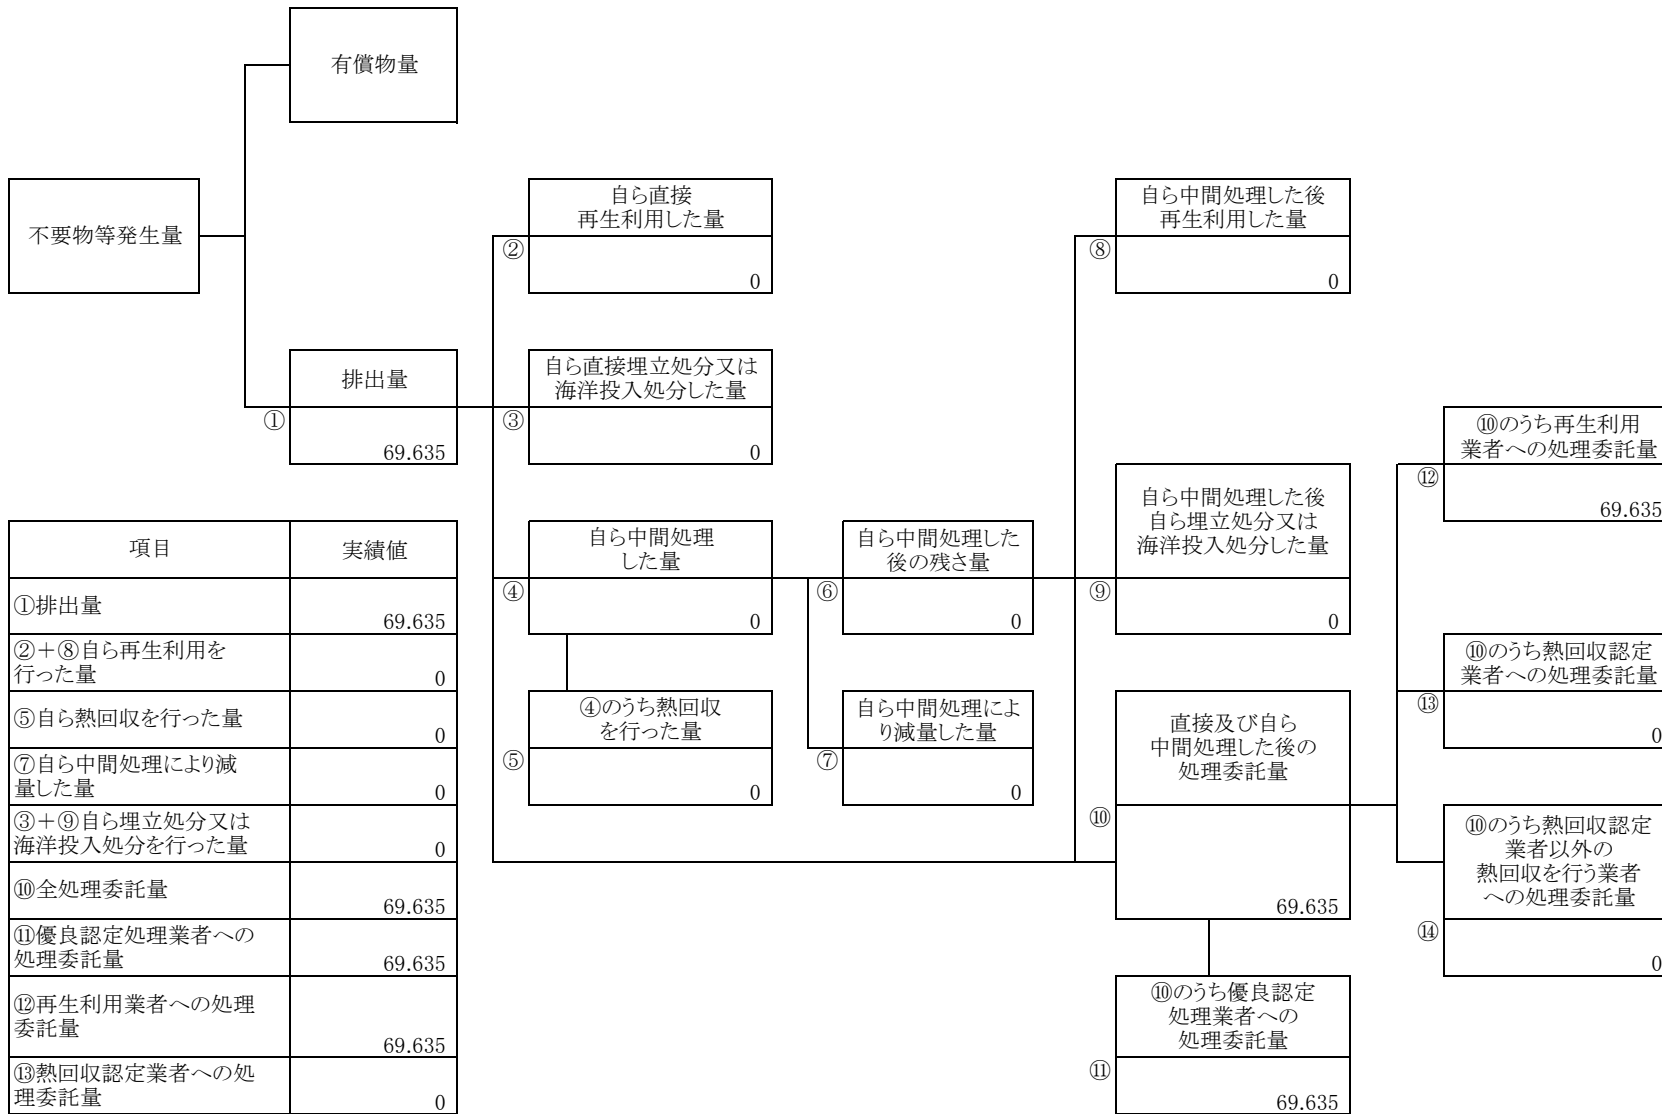 有償物量
不要物等発生量
自ら直接
再生利用した量
②
0
自ら中間処理した後
再生利用した量
⑧
0
排出量
①
69.635
自ら直接埋立処分又は
海洋投入処分した量
③
0
⑩のうち再生利用
業者への処理委託量
⑫
69.635
自ら中間処理
した量
④
0
自ら中間処理した
後の残さ量
⑥
0
自ら中間処理した後
自ら埋立処分又は
海洋投入処分した量
⑨
0
⑩のうち熱回収認定
業者への処理委託量
⑬
0
④のうち熱回収
を行った量
⑤
0
自ら中間処理によ
り減量した量
⑦
0
直接及び自ら
中間処理した後の
処理委託量
⑩
69.635
⑩のうち熱回収認定
業者以外の
熱回収を行う業者
への処理委託量
⑭
0
⑩のうち優良認定
処理業者への
処理委託量
⑪
69.635
項目 実績値
①排出量
69.635
②+⑧自ら再生利用を
行った量 0
⑤自ら熱回収を行った量
0
⑦自ら中間処理により減
量した量 0
③+⑨自ら埋立処分又は
海洋投入処分を行った量 0
⑩全処理委託量
69.635
⑪優良認定処理業者への
処理委託量 69.635
⑫再生利用業者への処理
委託量
69.635
⑬熱回収認定業者への処
理委託量 0